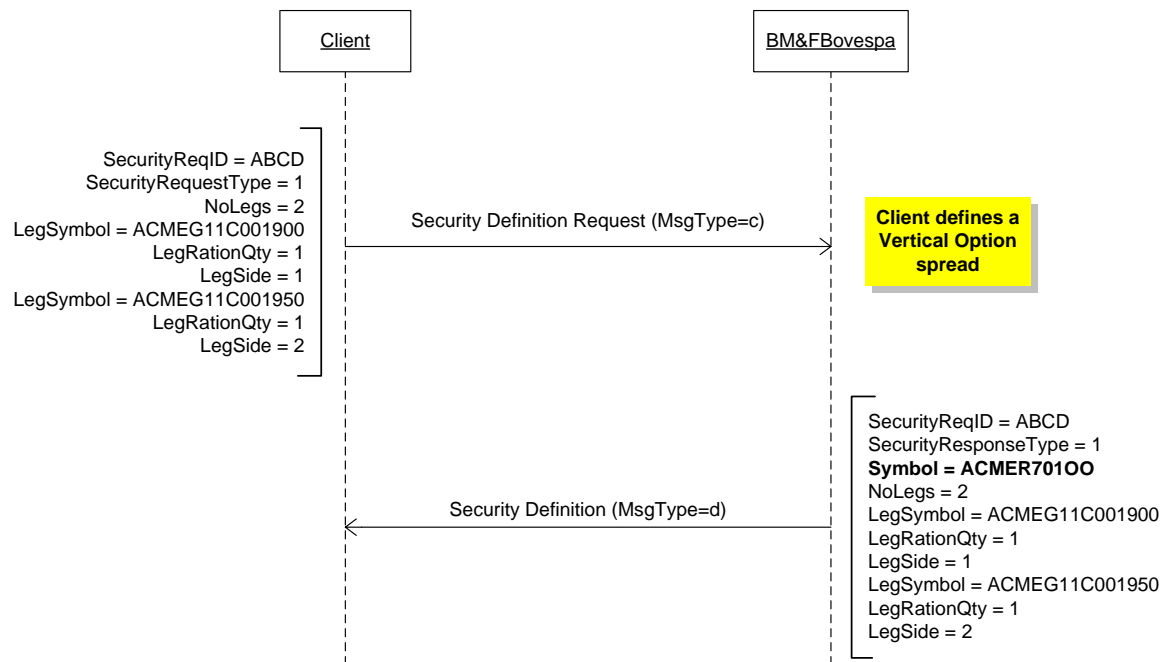 Client
BM&FBovespa
SecurityReqID = ABCD
SecurityRequestType = 1
NoLegs = 2
LegSymbol = ACMEG11C001900
LegRationQty = 1
LegSide = 1
LegSymbol = ACMEG11C001950
LegRationQty = 1
LegSide = 2
Security Definition Request (MsgType=c)
Client defines a
Vertical Option
spread
Security Definition (MsgType=d)
SecurityReqID = ABCD
SecurityResponseType = 1
Symbol = ACMER701OO
NoLegs = 2
LegSymbol = ACMEG11C001900
LegRationQty = 1
LegSide = 1
LegSymbol = ACMEG11C001950
LegRationQty = 1
LegSide = 2